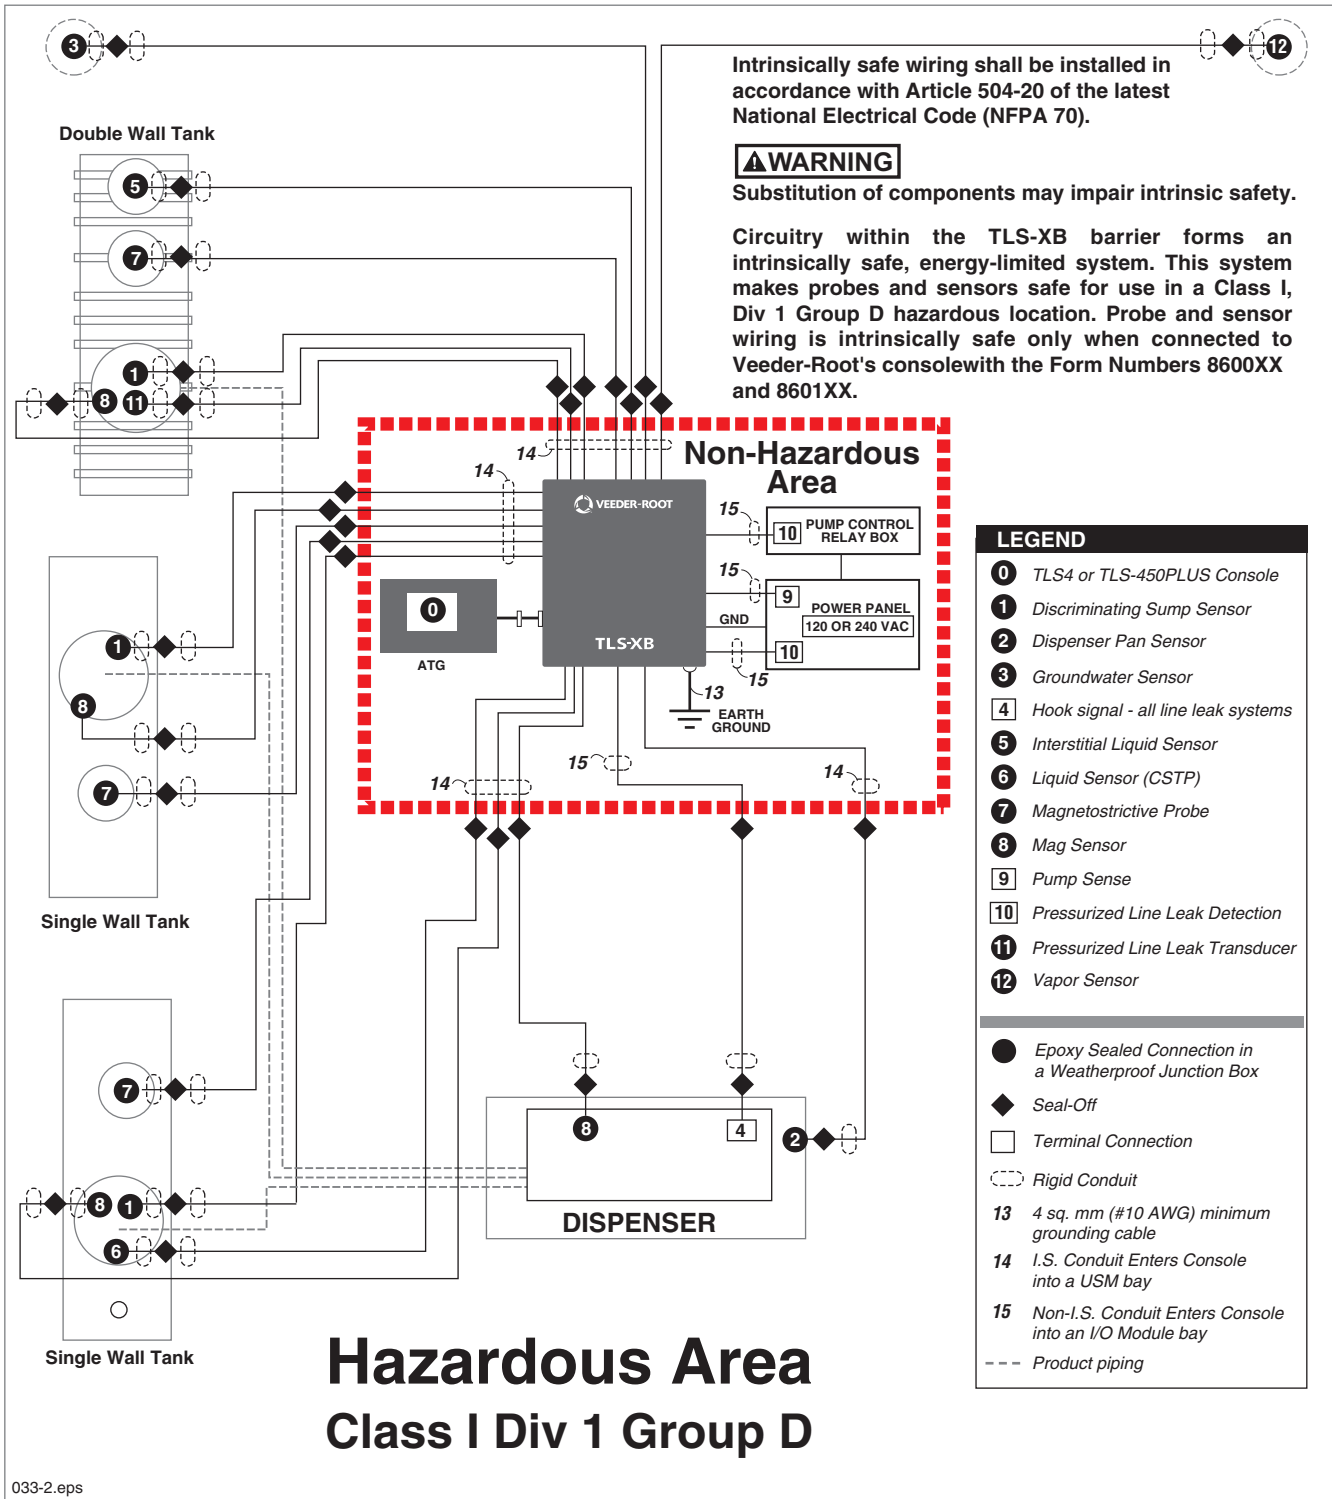 3
12
Intrinsically safe wiring shall be installed in
accordance with Article 504-20 of the latest
National Electrical Code (NFPA 70).
WARNING
Substitution of components may impair intrinsic safety.
Circuitry within the TLS-XB barrier forms an
intrinsically safe, energy-limited system. This system
makes probes and sensors safe for use in a Class I,
Div 1 Group D hazardous location. Probe and sensor
wiring is intrinsically safe only when connected to
Veeder-Root's consolewith the Form Numbers 8600XX
and 8601XX.
Double Wall Tank
5
7
1
8
11
14
14
Non-Hazardous
Area
VEEDER-ROOT
TLS-XB
0
ATG
15
10
PUMP CONTROL
RELAY BOX
15
9
POWER PANEL
120 OR 240 VAC
GND
10
15
13
EARTH
GROUND
14
15
14
1
8
7
Single Wall Tank
7
8
1
6
Single Wall Tank
8
4
2
DISPENSER
LEGEND
0 TLS4 or TLS-450PLUS Console
1 Discriminating Sump Sensor
2 Dispenser Pan Sensor
3 Groundwater Sensor
4 Hook signal - all line leak systems
5 Interstitial Liquid Sensor
6 Liquid Sensor (CSTP)
7 Magnetostrictive Probe
8 Mag Sensor
9 Pump Sense
10 Pressurized Line Leak Detection
11 Pressurized Line Leak Transducer
12 Vapor Sensor
Epoxy Sealed Connection in
a Weatherproof Junction Box
Seal-Off
Terminal Connection
Rigid Conduit
13 4 sq. mm (#10 AWG) minimum
grounding cable
14 I.S. Conduit Enters Console
into a USM bay
15 Non-I.S. Conduit Enters Console
into an I/O Module bay
Product piping
Hazardous Area
Class I Div 1 Group D
033-2.eps